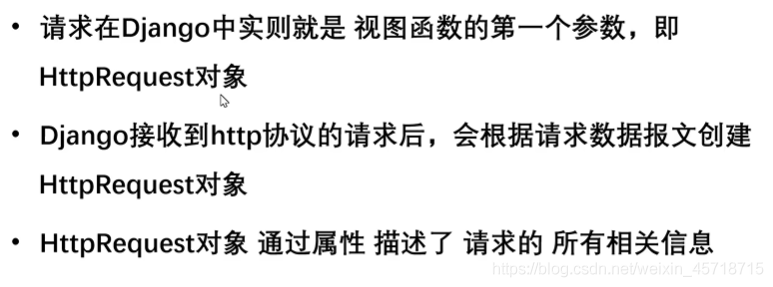 • 请求在Django中实则就是 视图函数的第一个参数，即
HttpRequest对象
• Django接收到http协议的请求后，会根据请求数据报文创建
HttpRequest对象
• HttpRequest对象 通过属性 描述了 请求的 所有相关信息
https://blog.csdn.net/weixin_45718715